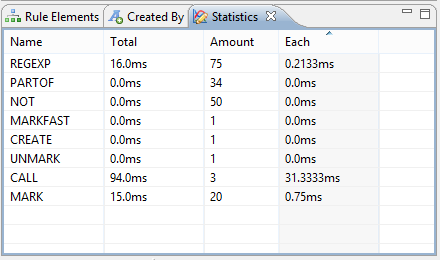 Rule Elements Created By Statistics
Name Total Amount Each
REGEXP 16.0ms 75 0.2133ms
PARTOF 0.0ms 34 0.0ms
NOT 0.0ms 50 0.0ms
MARKFAST 0.0ms 1 0.0ms
CREATE 0.0ms 1 0.0ms
UNMARK 0.0ms 1 0.0ms
CALL 94.0ms 3 31.3333ms
MARK 15.0ms 20 0.75ms